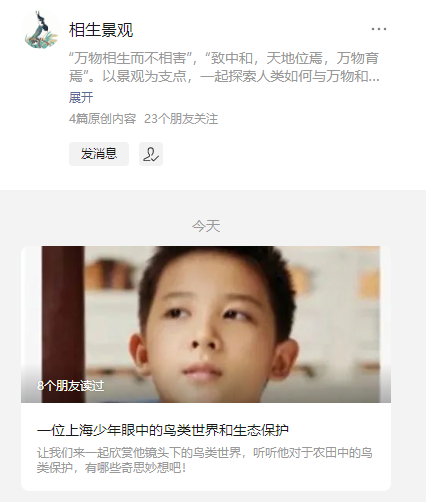 相生景观
“万物相生而不相害”，“致中和，天地位焉，万物育
焉”。以景观为支点，一起探索人类如何与万物和...
展开
4篇原创内容 23个朋友关注
发消息
今天
8个朋友读过
一位上海少年眼中的鸟类世界和生态保护
让我们来一起欣赏他镜头下的鸟类世界，听听他对于农田中的鸟
类保护，有哪些奇思妙想吧！